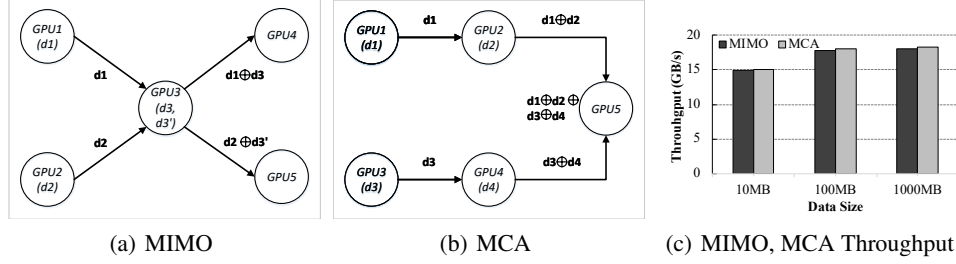 GPU1
(d1)
GPU4
d1
d1⊕d3
GPU3
(d3,
d3')
d2
d2 ⊕d3'
GPU2
(d2)
GPU5
(a) MIMO
GPU1
(d1)
d1
GPU2
(d2)
d1⊕d2
d1⊕d2 ⊕
d3⊕d4
GPU5
GPU3
(d3)
d3
GPU4
(d4)
d3⊕d4
(b) MCA
Throuhgput (GB/s)
20
15
10
5
0
MIMO MCA
10MB 100MB 1000MB
Data Size
(c) MIMO, MCA Throughput